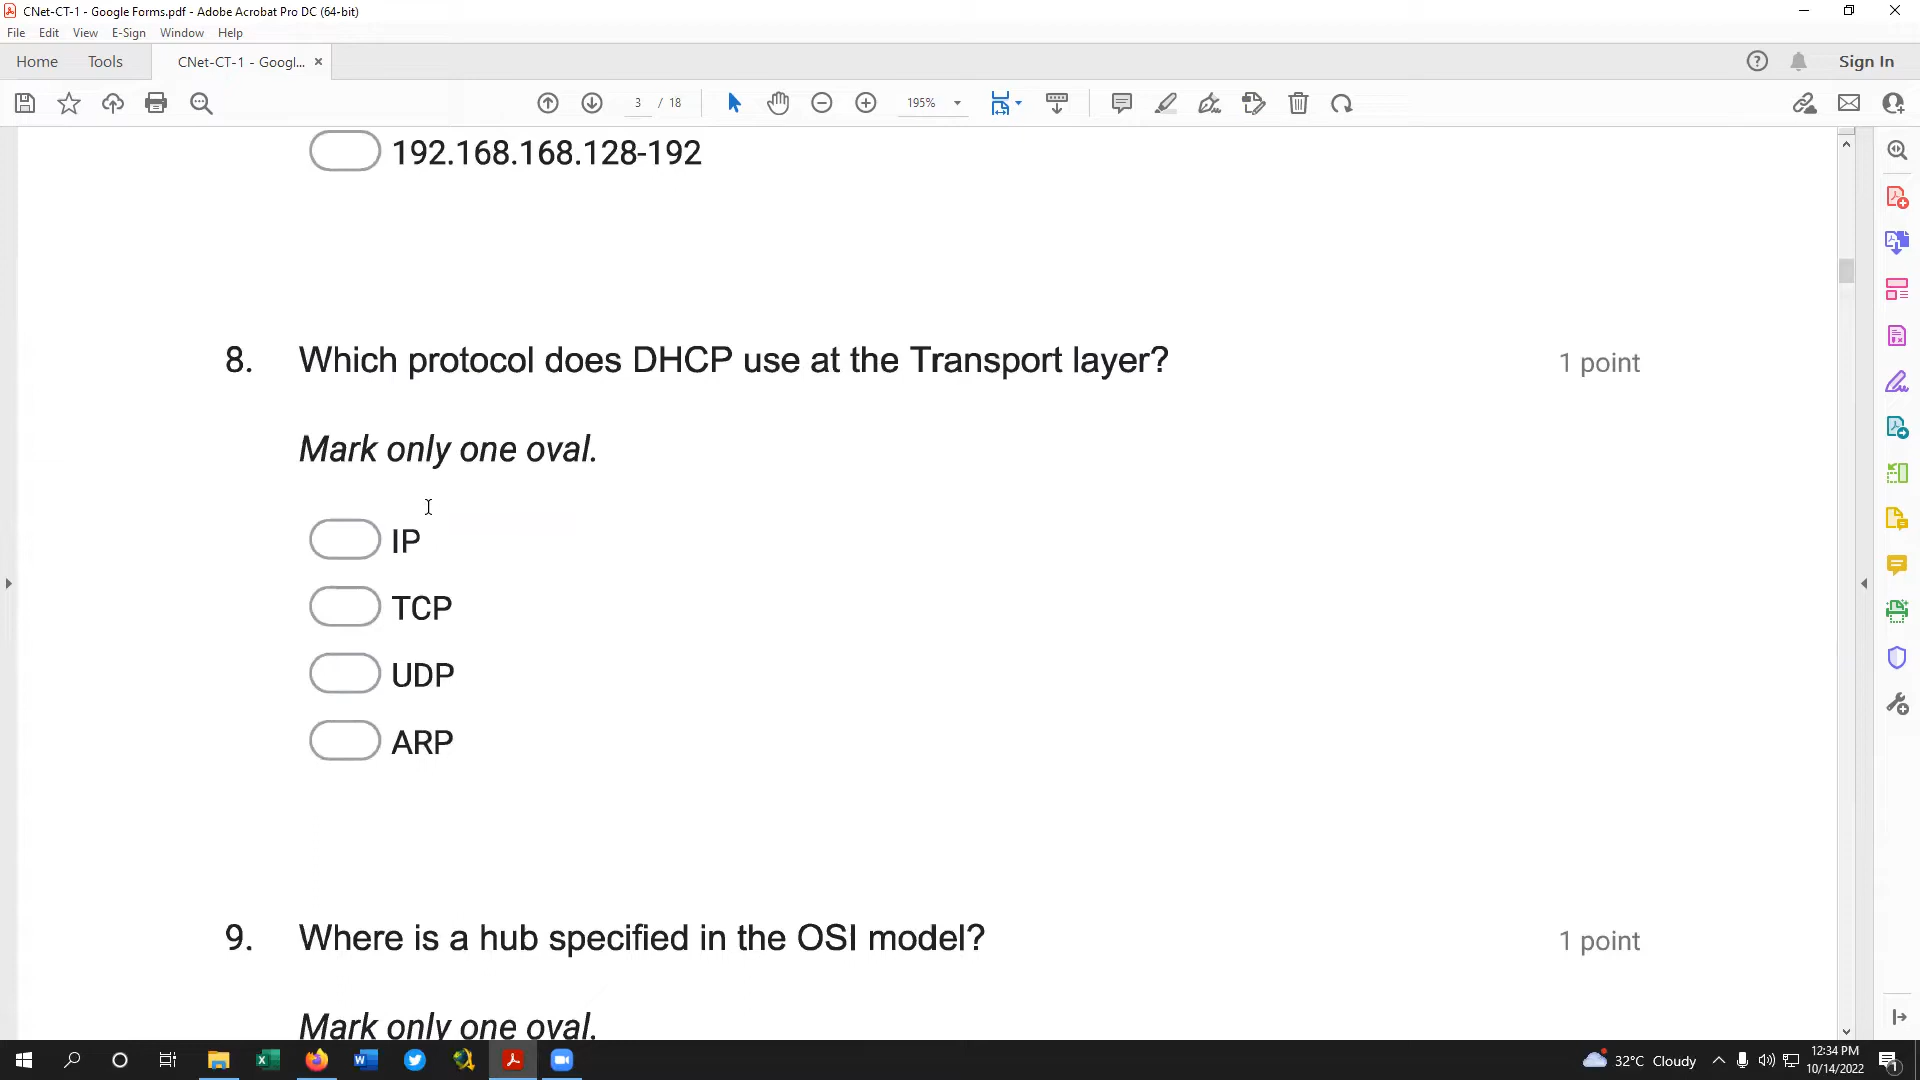 CNet-CT-1 - Google Forms.pdf - Adobe Acrobat Pro DC (64-bit)
File Edit View E-Sign Window Help
Home Tools CNet-CT-1 - Googl... × Sign In
3 / 18 195%
192.168.168.128-192
8. Which protocol does DHCP use at the Transport layer? 1 point
Mark only one oval.
IP
TCP
UDP
ARP
9. Where is a hub specified in the OSI model? 1 point
Mark only one oval.
32°C Cloudy 12:34 PM
10/14/2022 1